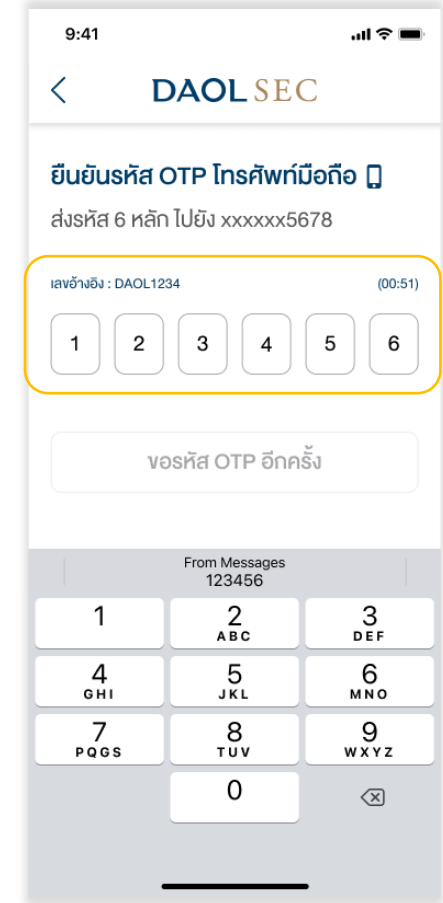 9:41
DAOL SEC
ยืนยันรหัส OTP โทรศัพท์มือถือ
ส่งรหัส 6 หลัก ไปยัง xxxxxx5678
เลขอ้างอิง : DAOL1234 (00:51)
1 2 3 4 5 6
ขอรหัส OTP อีกครั้ง
From Messages
123456
1 2 3
ABC DEF
4 5 6
GHI JKL MNO
7 8 9
PQGS TUV WXYZ
0